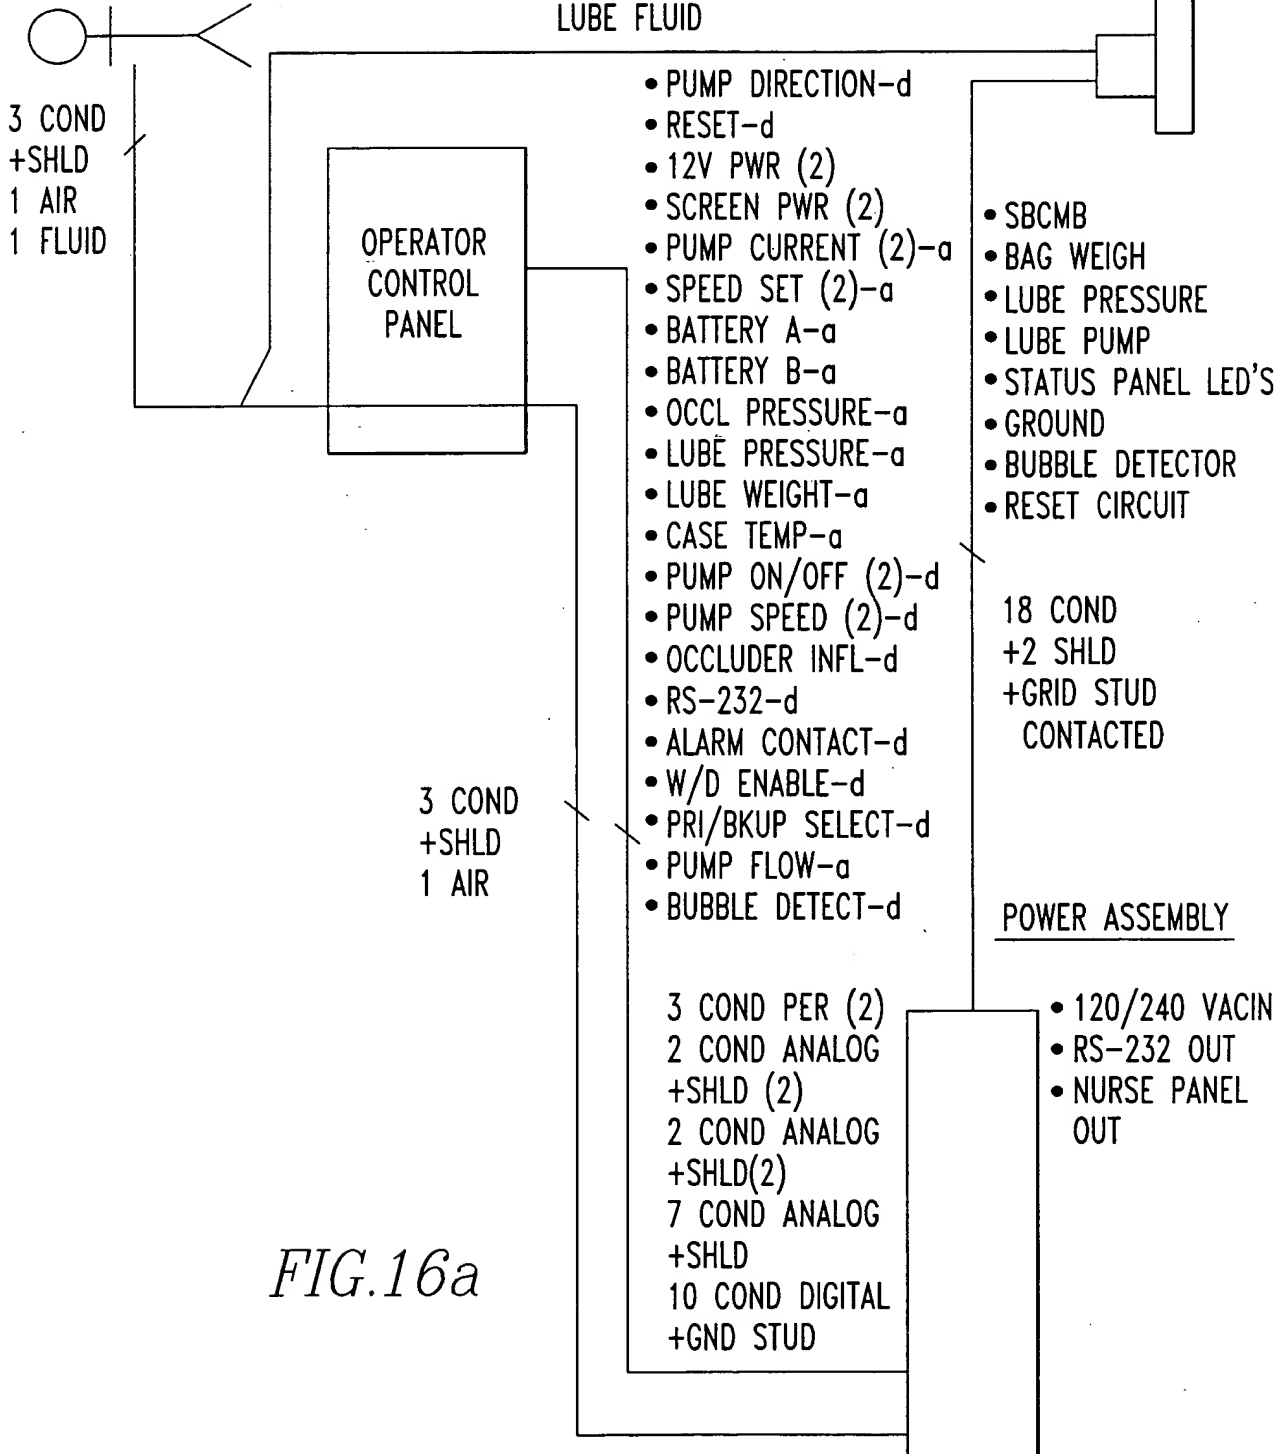 LUBE FLUID
3 COND
+SHLD
1 AIR
1 FLUID
OPERATOR
CONTROL
PANEL
• PUMP DIRECTION-d
• RESET-d
• 12V PWR (2)
• SCREEN PWR (2)
• PUMP CURRENT (2)-a
• SPEED SET (2)-a
• BATTERY A-a
• BATTERY B-a
• OCCL PRESSURE-a
• LUBE PRESSURE-a
• LUBE WEIGHT-a
• CASE TEMP-a
• PUMP ON/OFF (2)-d
• PUMP SPEED (2)-d
• OCCLUDER INFL-d
• RS-232-d
• ALARM CONTACT-d
• W/D ENABLE-d
• PRI/BKUP SELECT-d
• PUMP FLOW-a
• BUBBLE DETECT-d
• SBCMB
• BAG WEIGH
• LUBE PRESSURE
• LUBE PUMP
• STATUS PANEL LED'S
• GROUND
• BUBBLE DETECTOR
• RESET CIRCUIT
18 COND
+2 SHLD
+GRID STUD
CONTACTED
3 COND
+SHLD
1 AIR
POWER ASSEMBLY
3 COND PER (2)
2 COND ANALOG
+SHLD (2)
2 COND ANALOG
+SHLD(2)
7 COND ANALOG
+SHLD
10 COND DIGITAL
+GND STUD
• 120/240 VACIN
• RS-232 OUT
• NURSE PANEL
OUT
FIG.16a